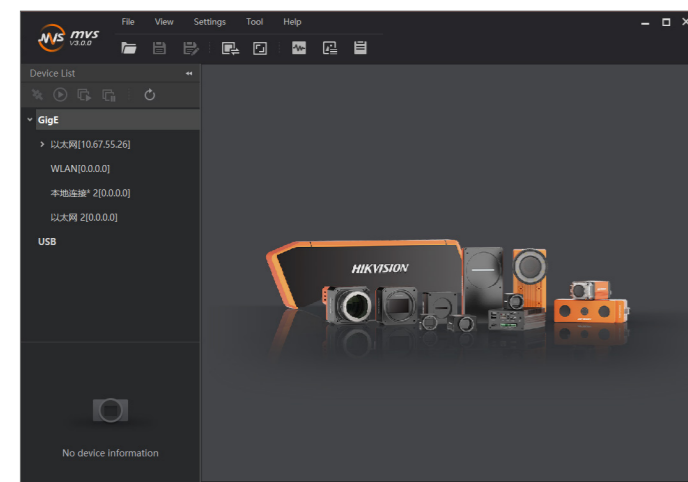 MVS mvs
V3.0.0
File View Settings Tool Help
Device List
GigE
以太网[10.67.55.26]
WLAN[0.0.0.0]
本地连接* 2[0.0.0.0]
以太网 2[0.0.0.0]
USB
HIKVISION
No device information